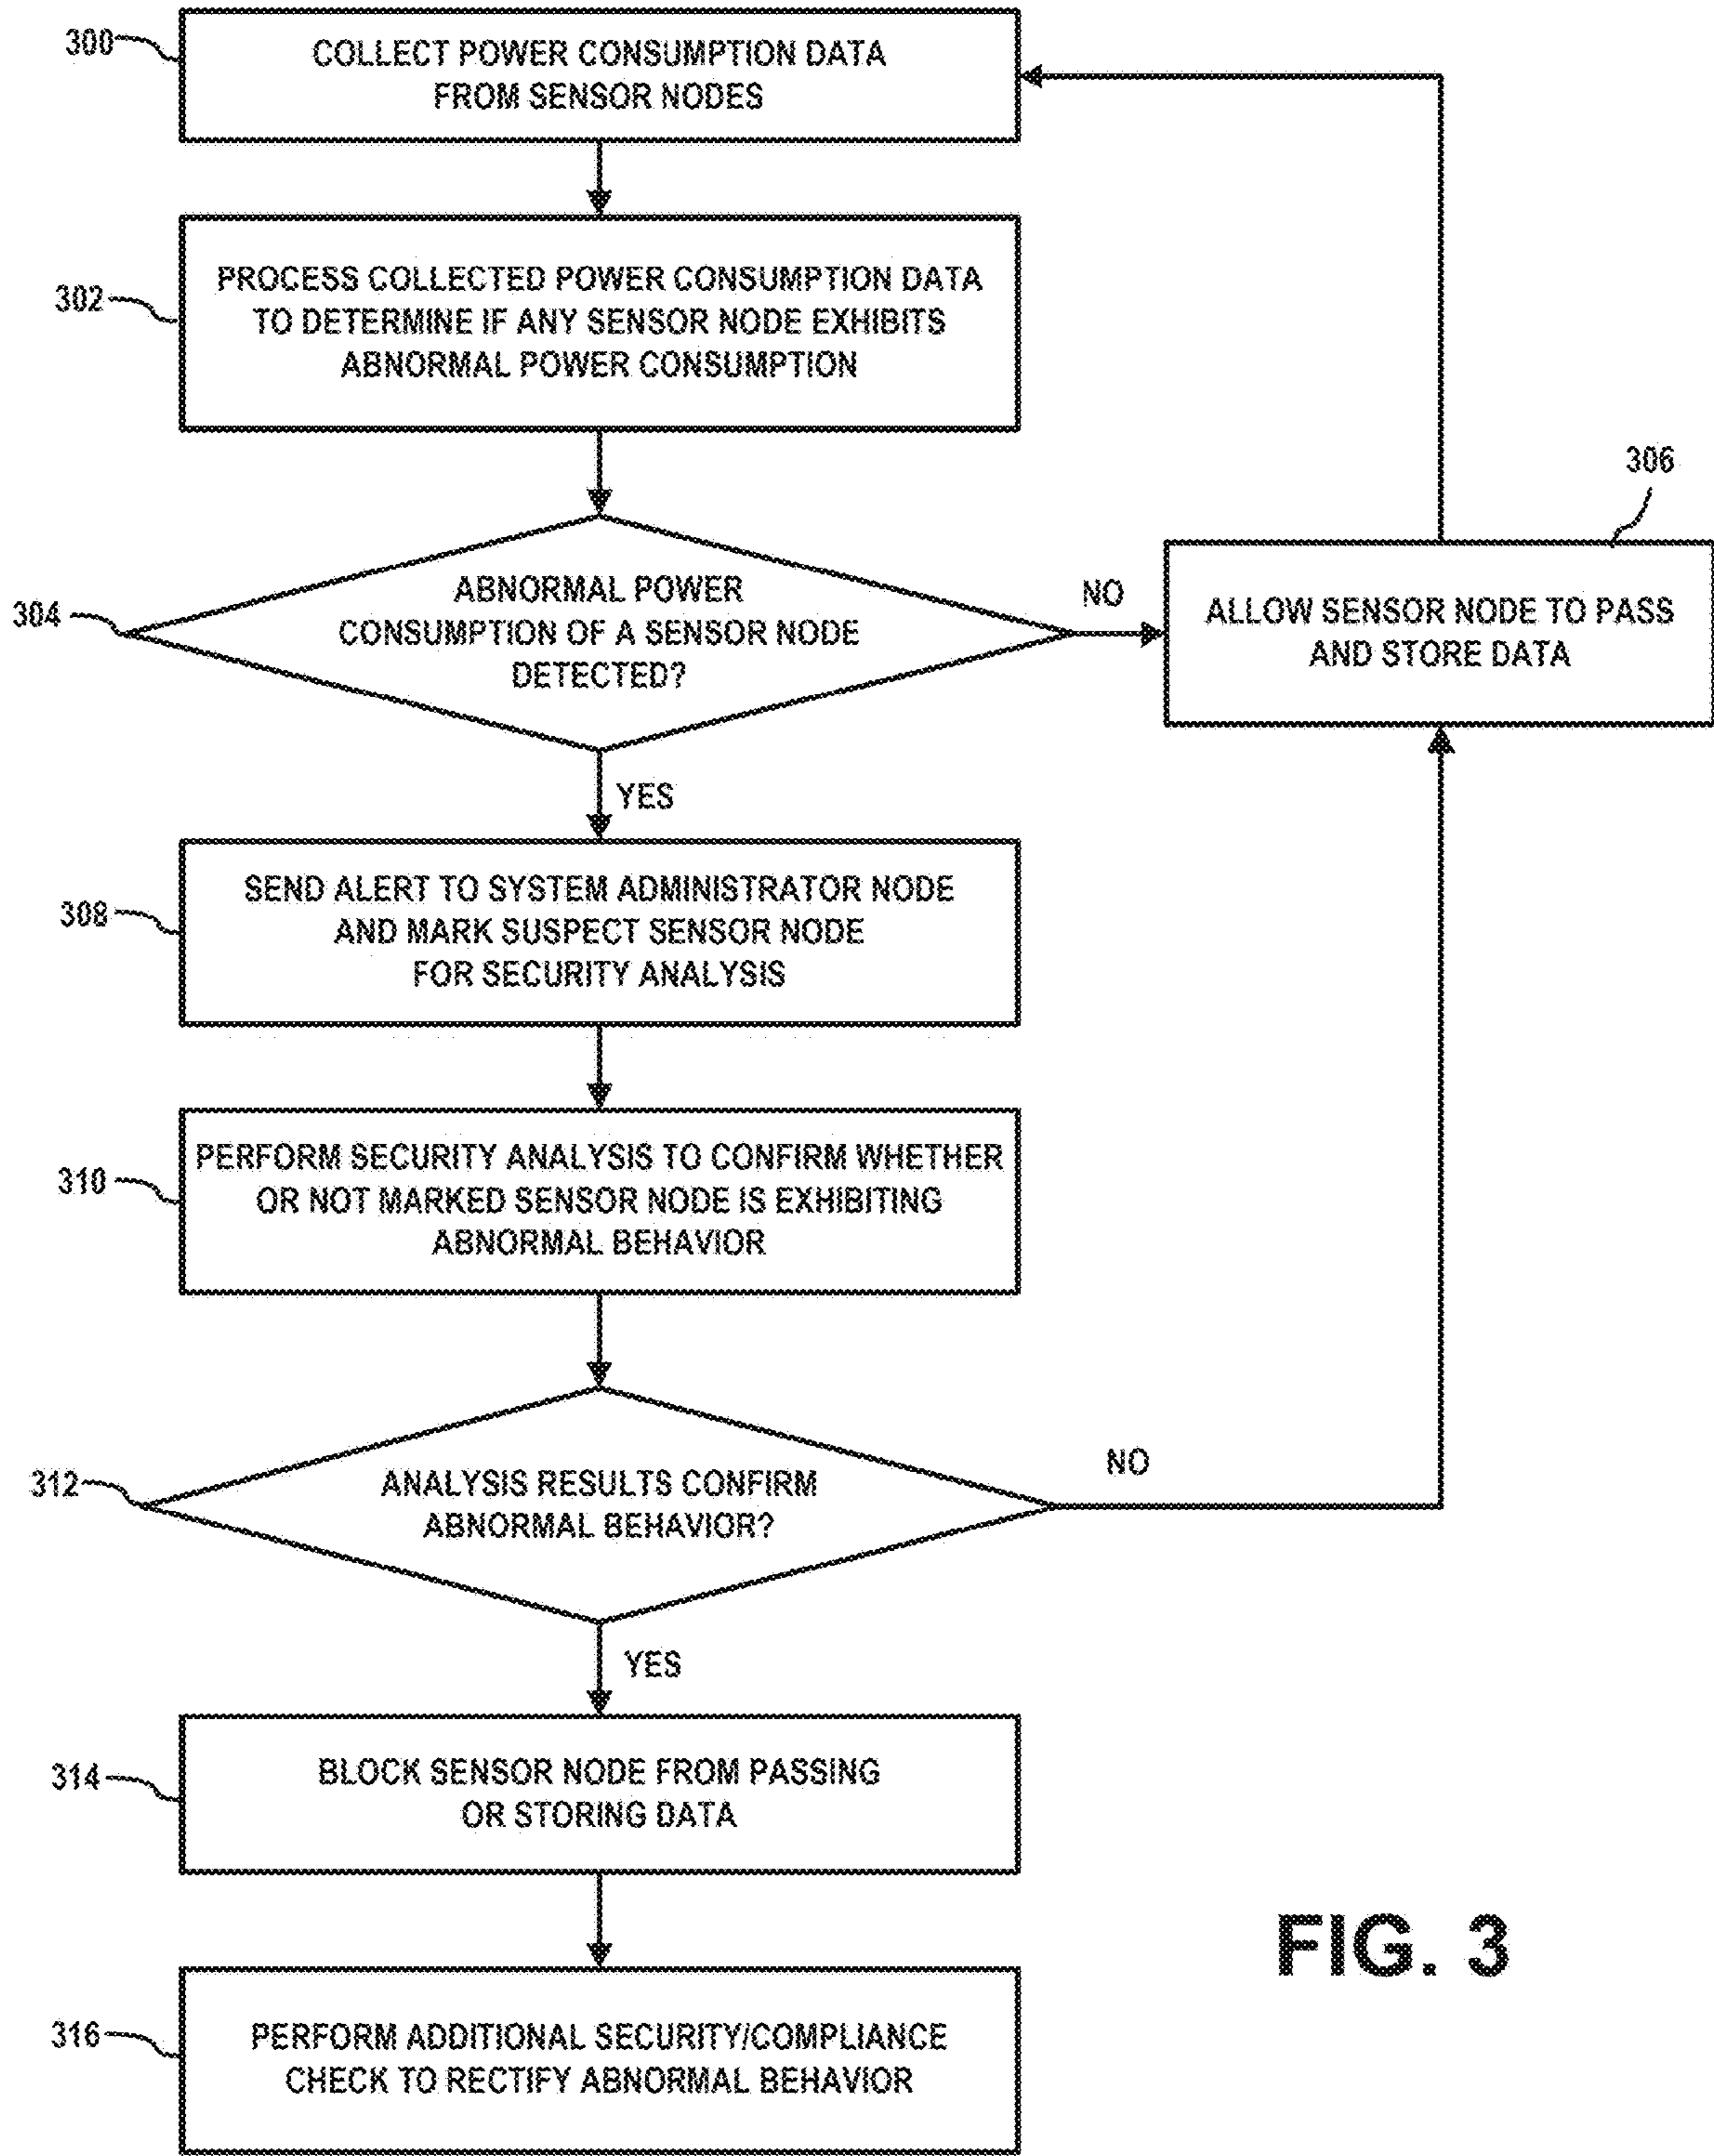 300
COLLECT POWER CONSUMPTION DATA
FROM SENSOR NODES
302
PROCESS COLLECTED POWER CONSUMPTION DATA
TO DETERMINE IF ANY SENSOR NODE EXHIBITS
ABNORMAL POWER CONSUMPTION
304
ABNORMAL POWER
CONSUMPTION OF A SENSOR NODE
DETECTED?
NO
306
ALLOW SENSOR NODE TO PASS
AND STORE DATA
YES
308
SEND ALERT TO SYSTEM ADMINISTRATOR NODE
AND MARK SUSPECT SENSOR NODE
FOR SECURITY ANALYSIS
310
PERFORM SECURITY ANALYSIS TO CONFIRM WHETHER
OR NOT MARKED SENSOR NODE IS EXHIBITING
ABNORMAL BEHAVIOR
312
ANALYSIS RESULTS CONFIRM
ABNORMAL BEHAVIOR?
NO
YES
314
BLOCK SENSOR NODE FROM PASSING
OR STORING DATA
316
PERFORM ADDITIONAL SECURITY/COMPLIANCE
CHECK TO RECTIFY ABNORMAL BEHAVIOR
FIG. 3